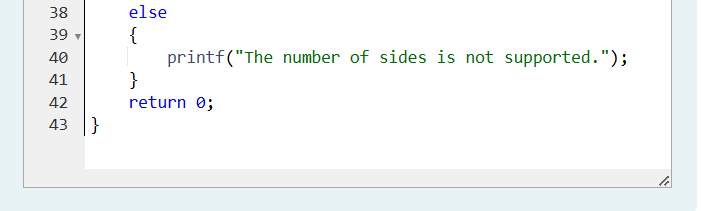 38 else
39 {
40 printf("The number of sides is not supported.");
41 }
42 return 0;
43 }